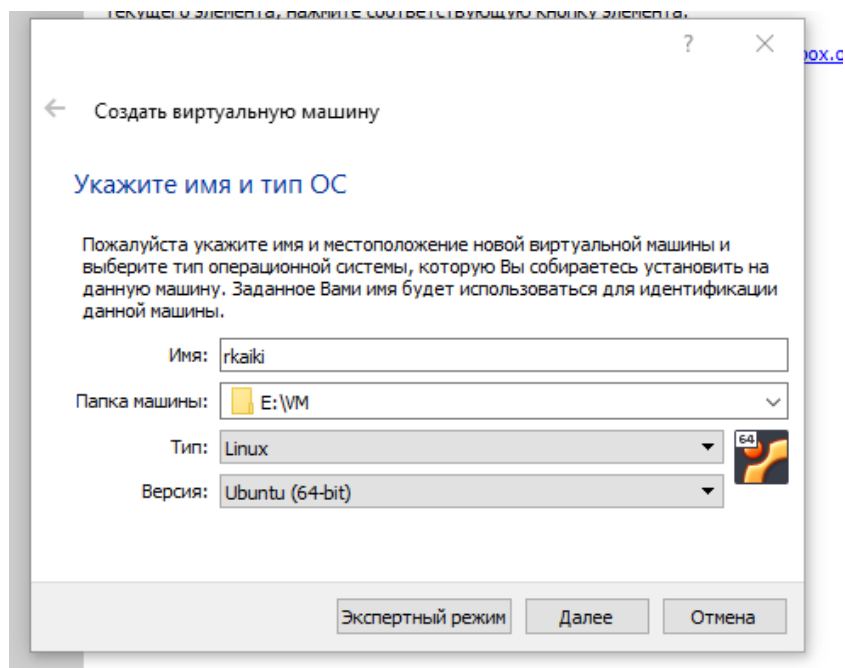 текущего элемента, нажмите соответствующую кнопку элемента.
?
box.o
Создать виртуальную машину
Укажите имя и тип ОС
Пожалуйста укажите имя и местоположение новой виртуальной машины и
выберите тип операционной системы, которую Вы собираетесь установить на
данную машину. Заданное Вами имя будет использоваться для идентификации
данной машины.
Имя: rkaiki
Папка машины: E:\VM
Тип: Linux
64
Версия: Ubuntu (64-bit)
Экспертный режим Далее Отмена